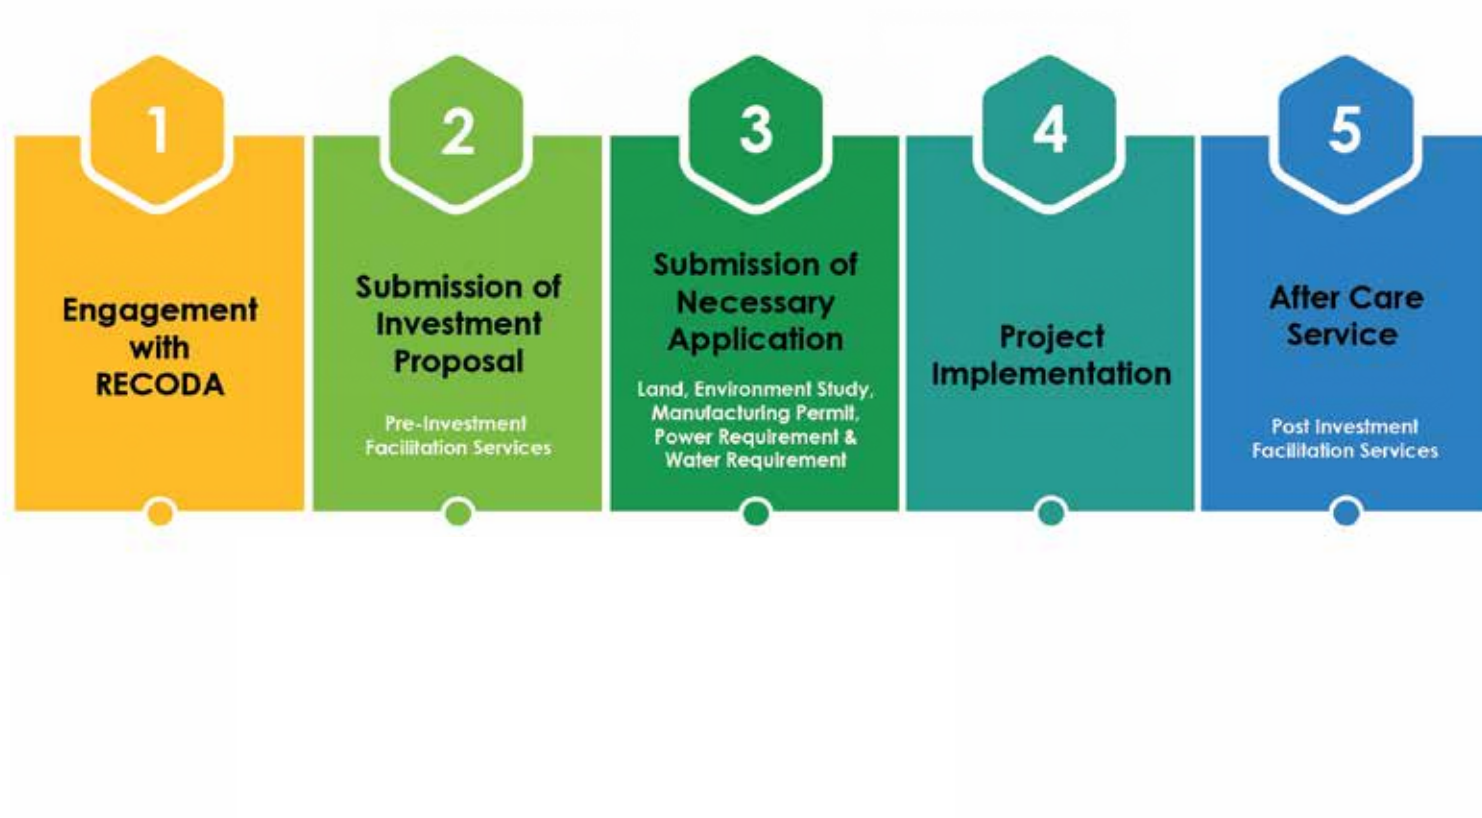 1
Engagement
with
RECODA
2
Submission of
Investment
Proposal
Pre-Investment
Facilitation Services
3
Submission of
Necessary
Application
Land, Environment Study,
Manufacturing Permit,
Power Requirement &
Water Requirement
4
Project
Implementation
5
After Care
Service
Post Investment
Facilitation Services